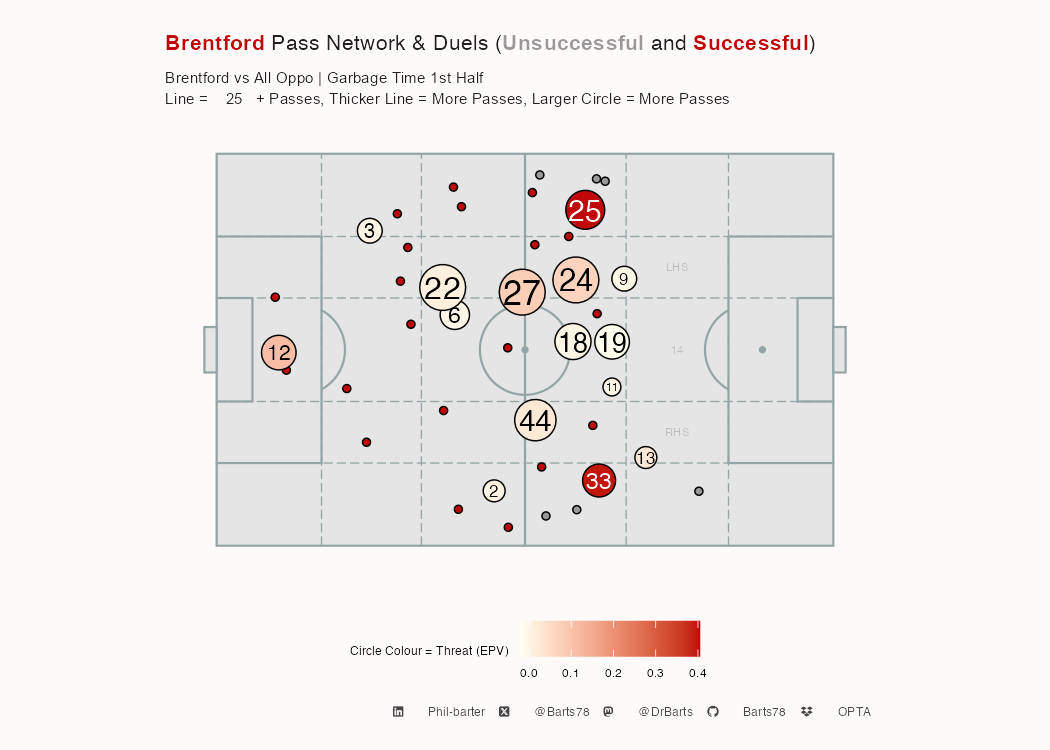 Brentford Pass Network & Duels (Unsuccessful and Successful)
Brentford vs All Oppo | Garbage Time 1st Half
Line = 25 + Passes, Thicker Line = More Passes, Larger Circle = More Passes
25
3
LHS
24
9
22
27
6
18
19
14
12
11
44
RHS
13
33
2
Circle Colour = Threat (EPV)
0.0 0.1 0.2 0.3 0.4
Phil-barter @Barts78 @DrBarts Barts78 OPTA